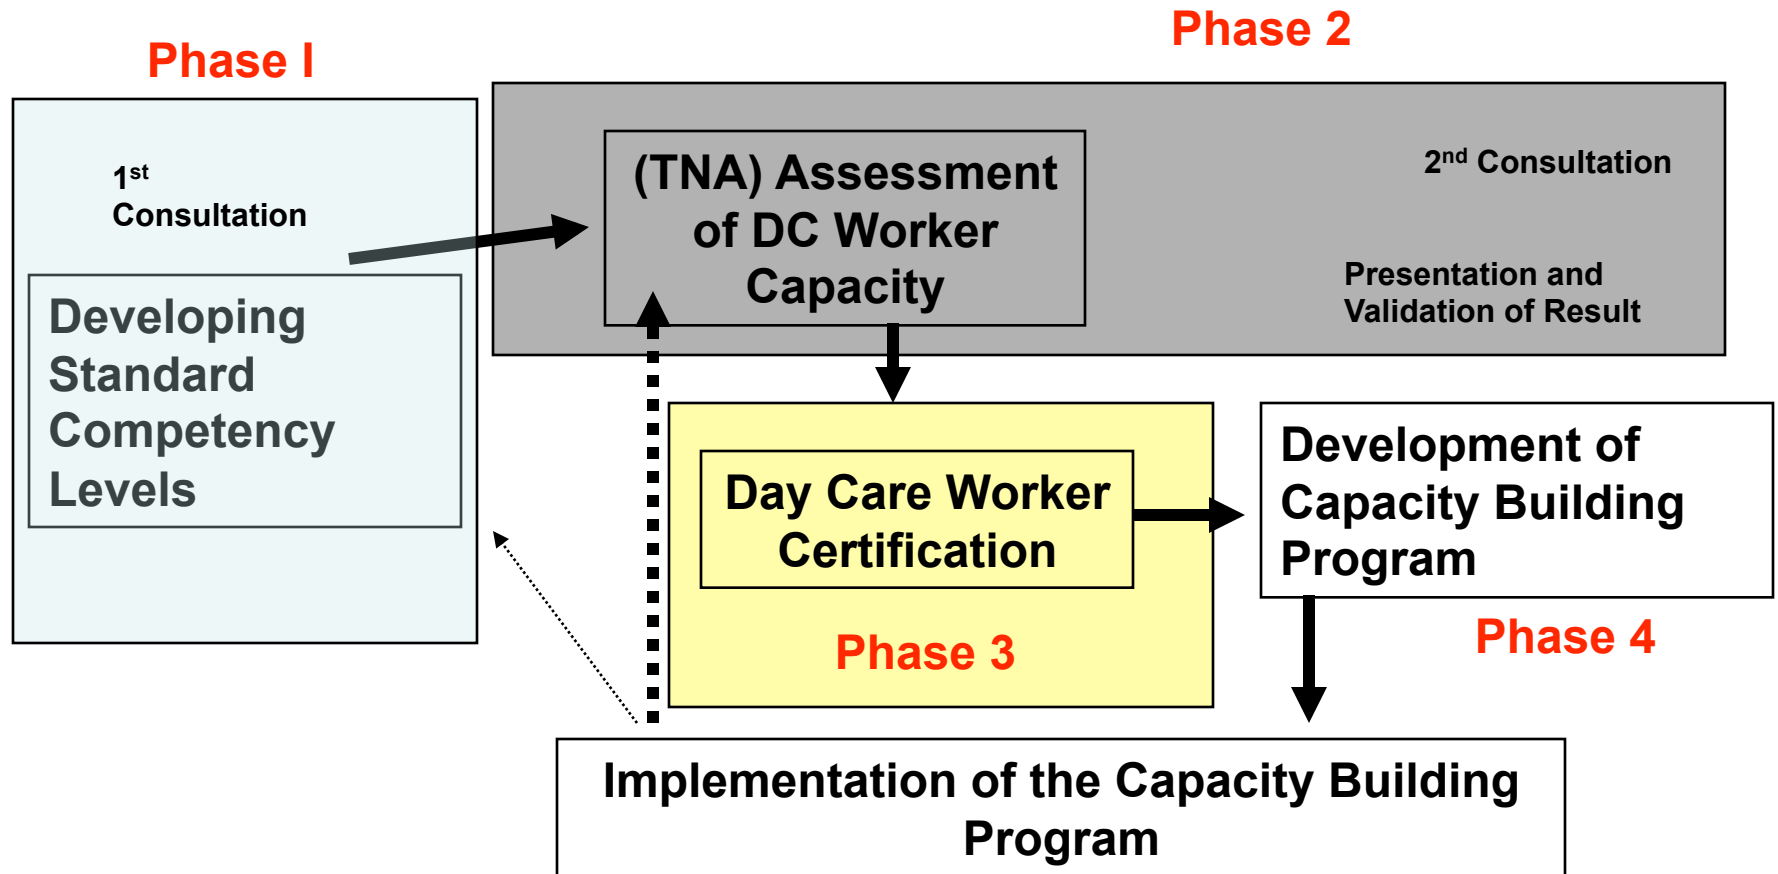 Phase I
1st
Consultation
Developing
Standard
Competency
Levels
Phase 2
(TNA) Assessment
of DC Worker
Capacity
2nd Consultation
Presentation and
Validation of Result
Day Care Worker
Certification
Phase 3
Development of
Capacity Building
Program
Phase 4
Implementation of the Capacity Building
Program